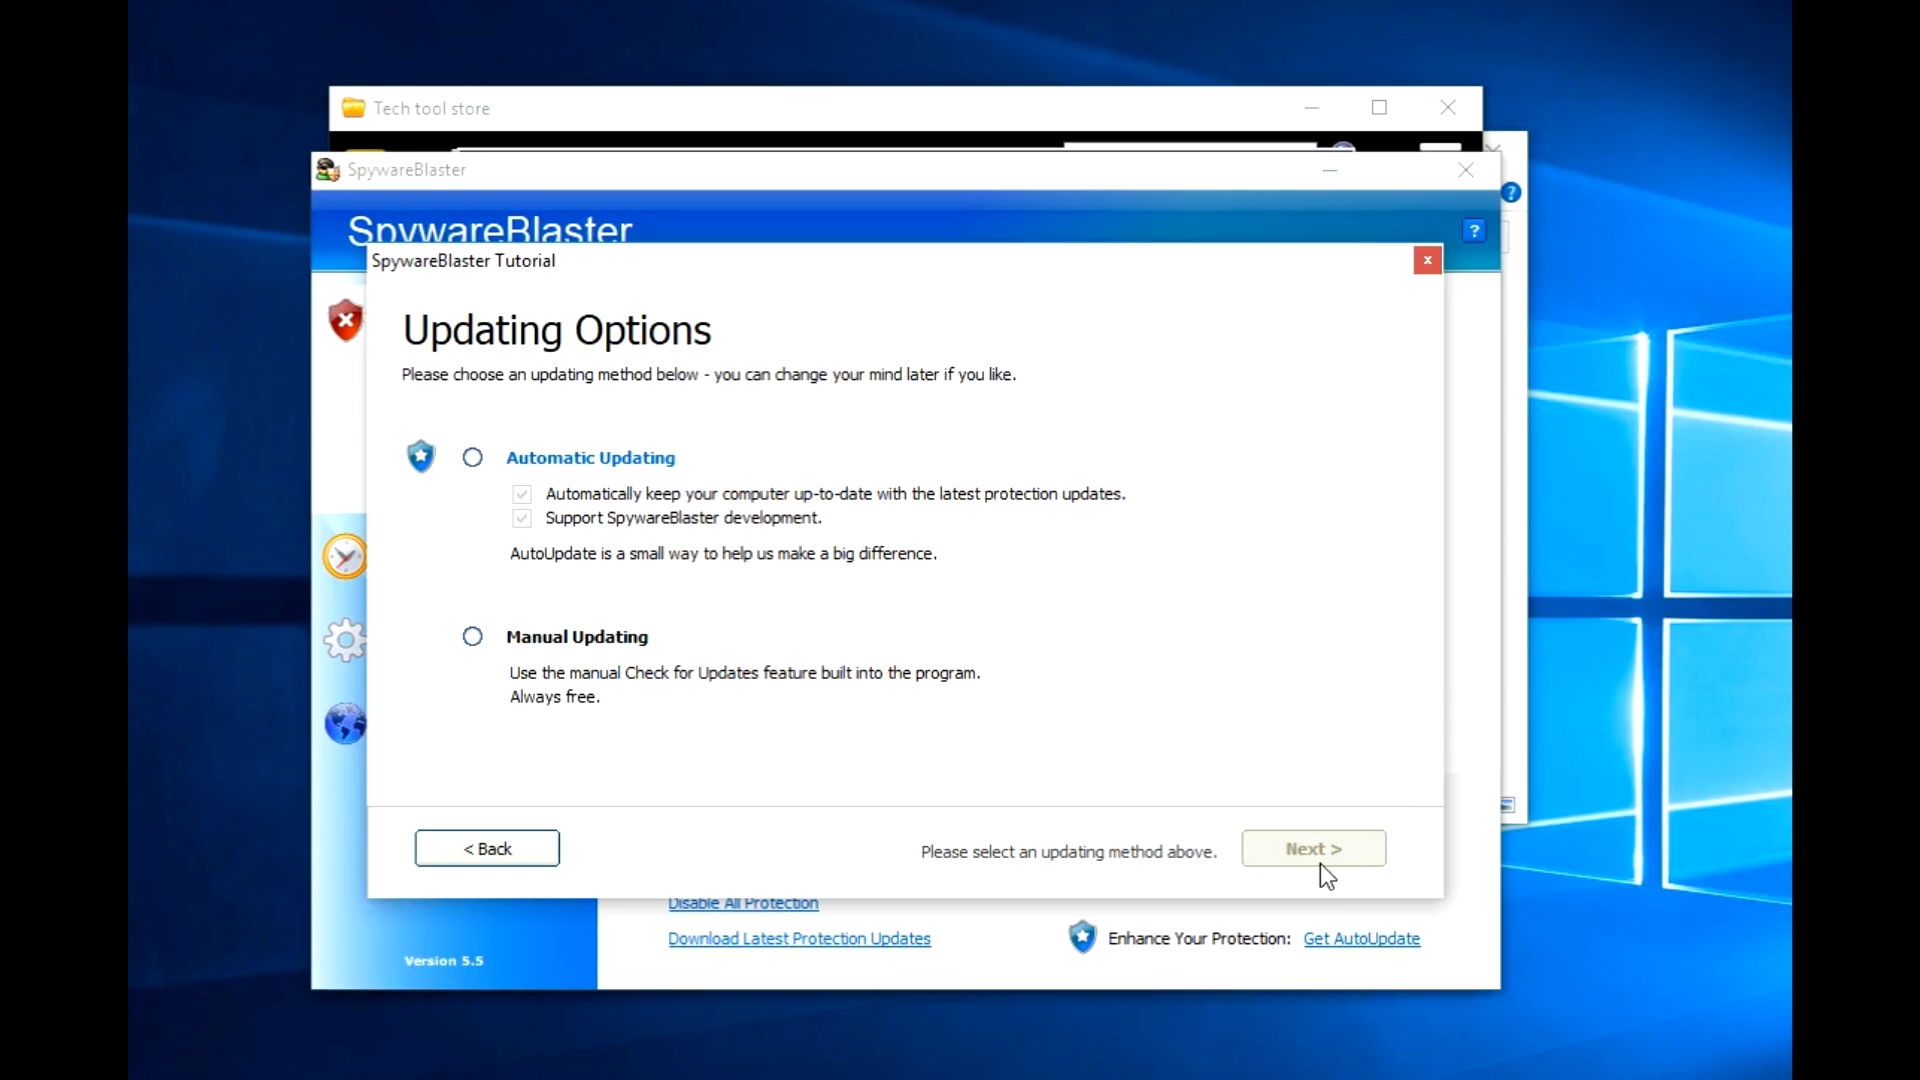 Tech tool store
SpywareBlaster
SpywareBlaster
?
?
SpywareBlaster Tutorial
x
Updating Options
Please choose an updating method below - you can change your mind later if you like.
Automatic Updating
Automatically keep your computer up-to-date with the latest protection updates.
Support SpywareBlaster development.
AutoUpdate is a small way to help us make a big difference.
Manual Updating
Use the manual Check for Updates feature built into the program.
Always free.
< Back
Please select an updating method above.
Next >
Disable All Protection
Download Latest Protection Updates
Enhance Your Protection: Get AutoUpdate
Version 5.5